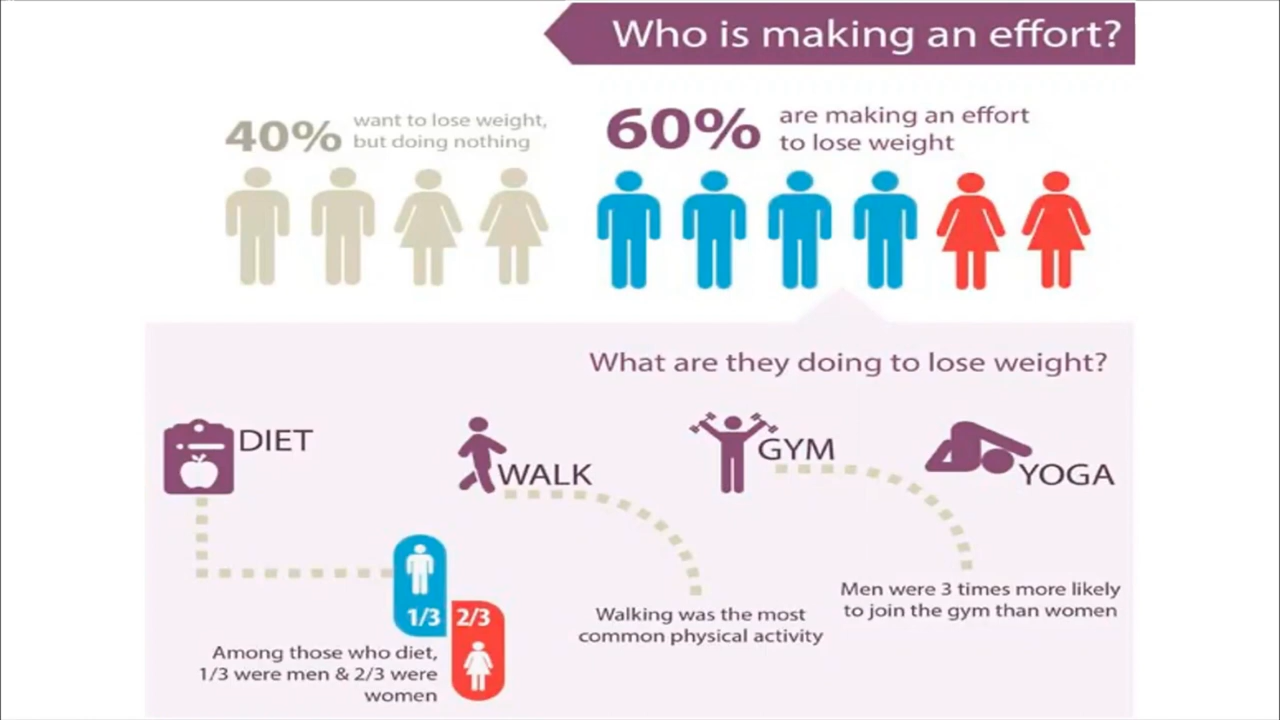 Who is making an effort?
40%
want to lose weight,
but doing nothing
60%
are making an effort
to lose weight
What are they doing to lose weight?
DIET
WALK
GYM
YOGA
1/3
2/3
Among those who diet,
1/3 were men & 2/3 were
women
Walking was the most
common physical activity
Men were 3 times more likely
to join the gym than women